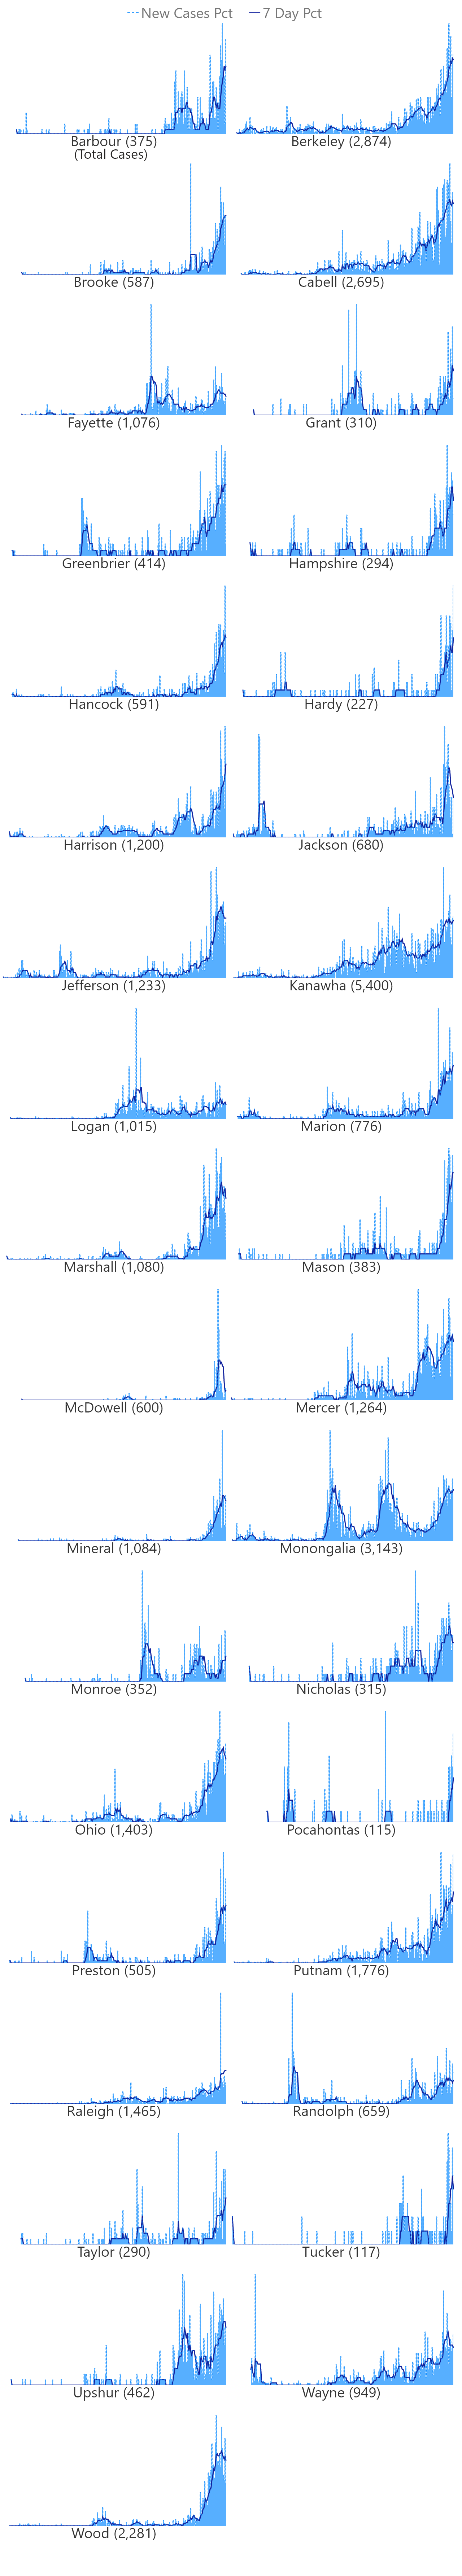 New Cases Pct 7 Day Pct
Barbour (375)
(Total Cases)
Berkeley (2,874)
Brooke (587)
Cabell (2,695)
Fayette (1,076)
Grant (310)
Greenbrier (414)
Hampshire (294)
Hancock (591)
Hardy (227)
Harrison (1,200)
Jackson (680)
Jefferson (1,233)
Kanawha (5,400)
Logan (1,015)
Marion (776)
Marshall (1,080)
Mason (383)
McDowell (600)
Mercer (1,264)
Mineral (1,084)
Monongalia (3,143)
Monroe (352)
Nicholas (315)
Ohio (1,403)
Pocahontas (115)
Preston (505)
Putnam (1,776)
Raleigh (1,465)
Randolph (659)
Taylor (290)
Tucker (117)
Upshur (462)
Wayne (949)
Wood (2,281)